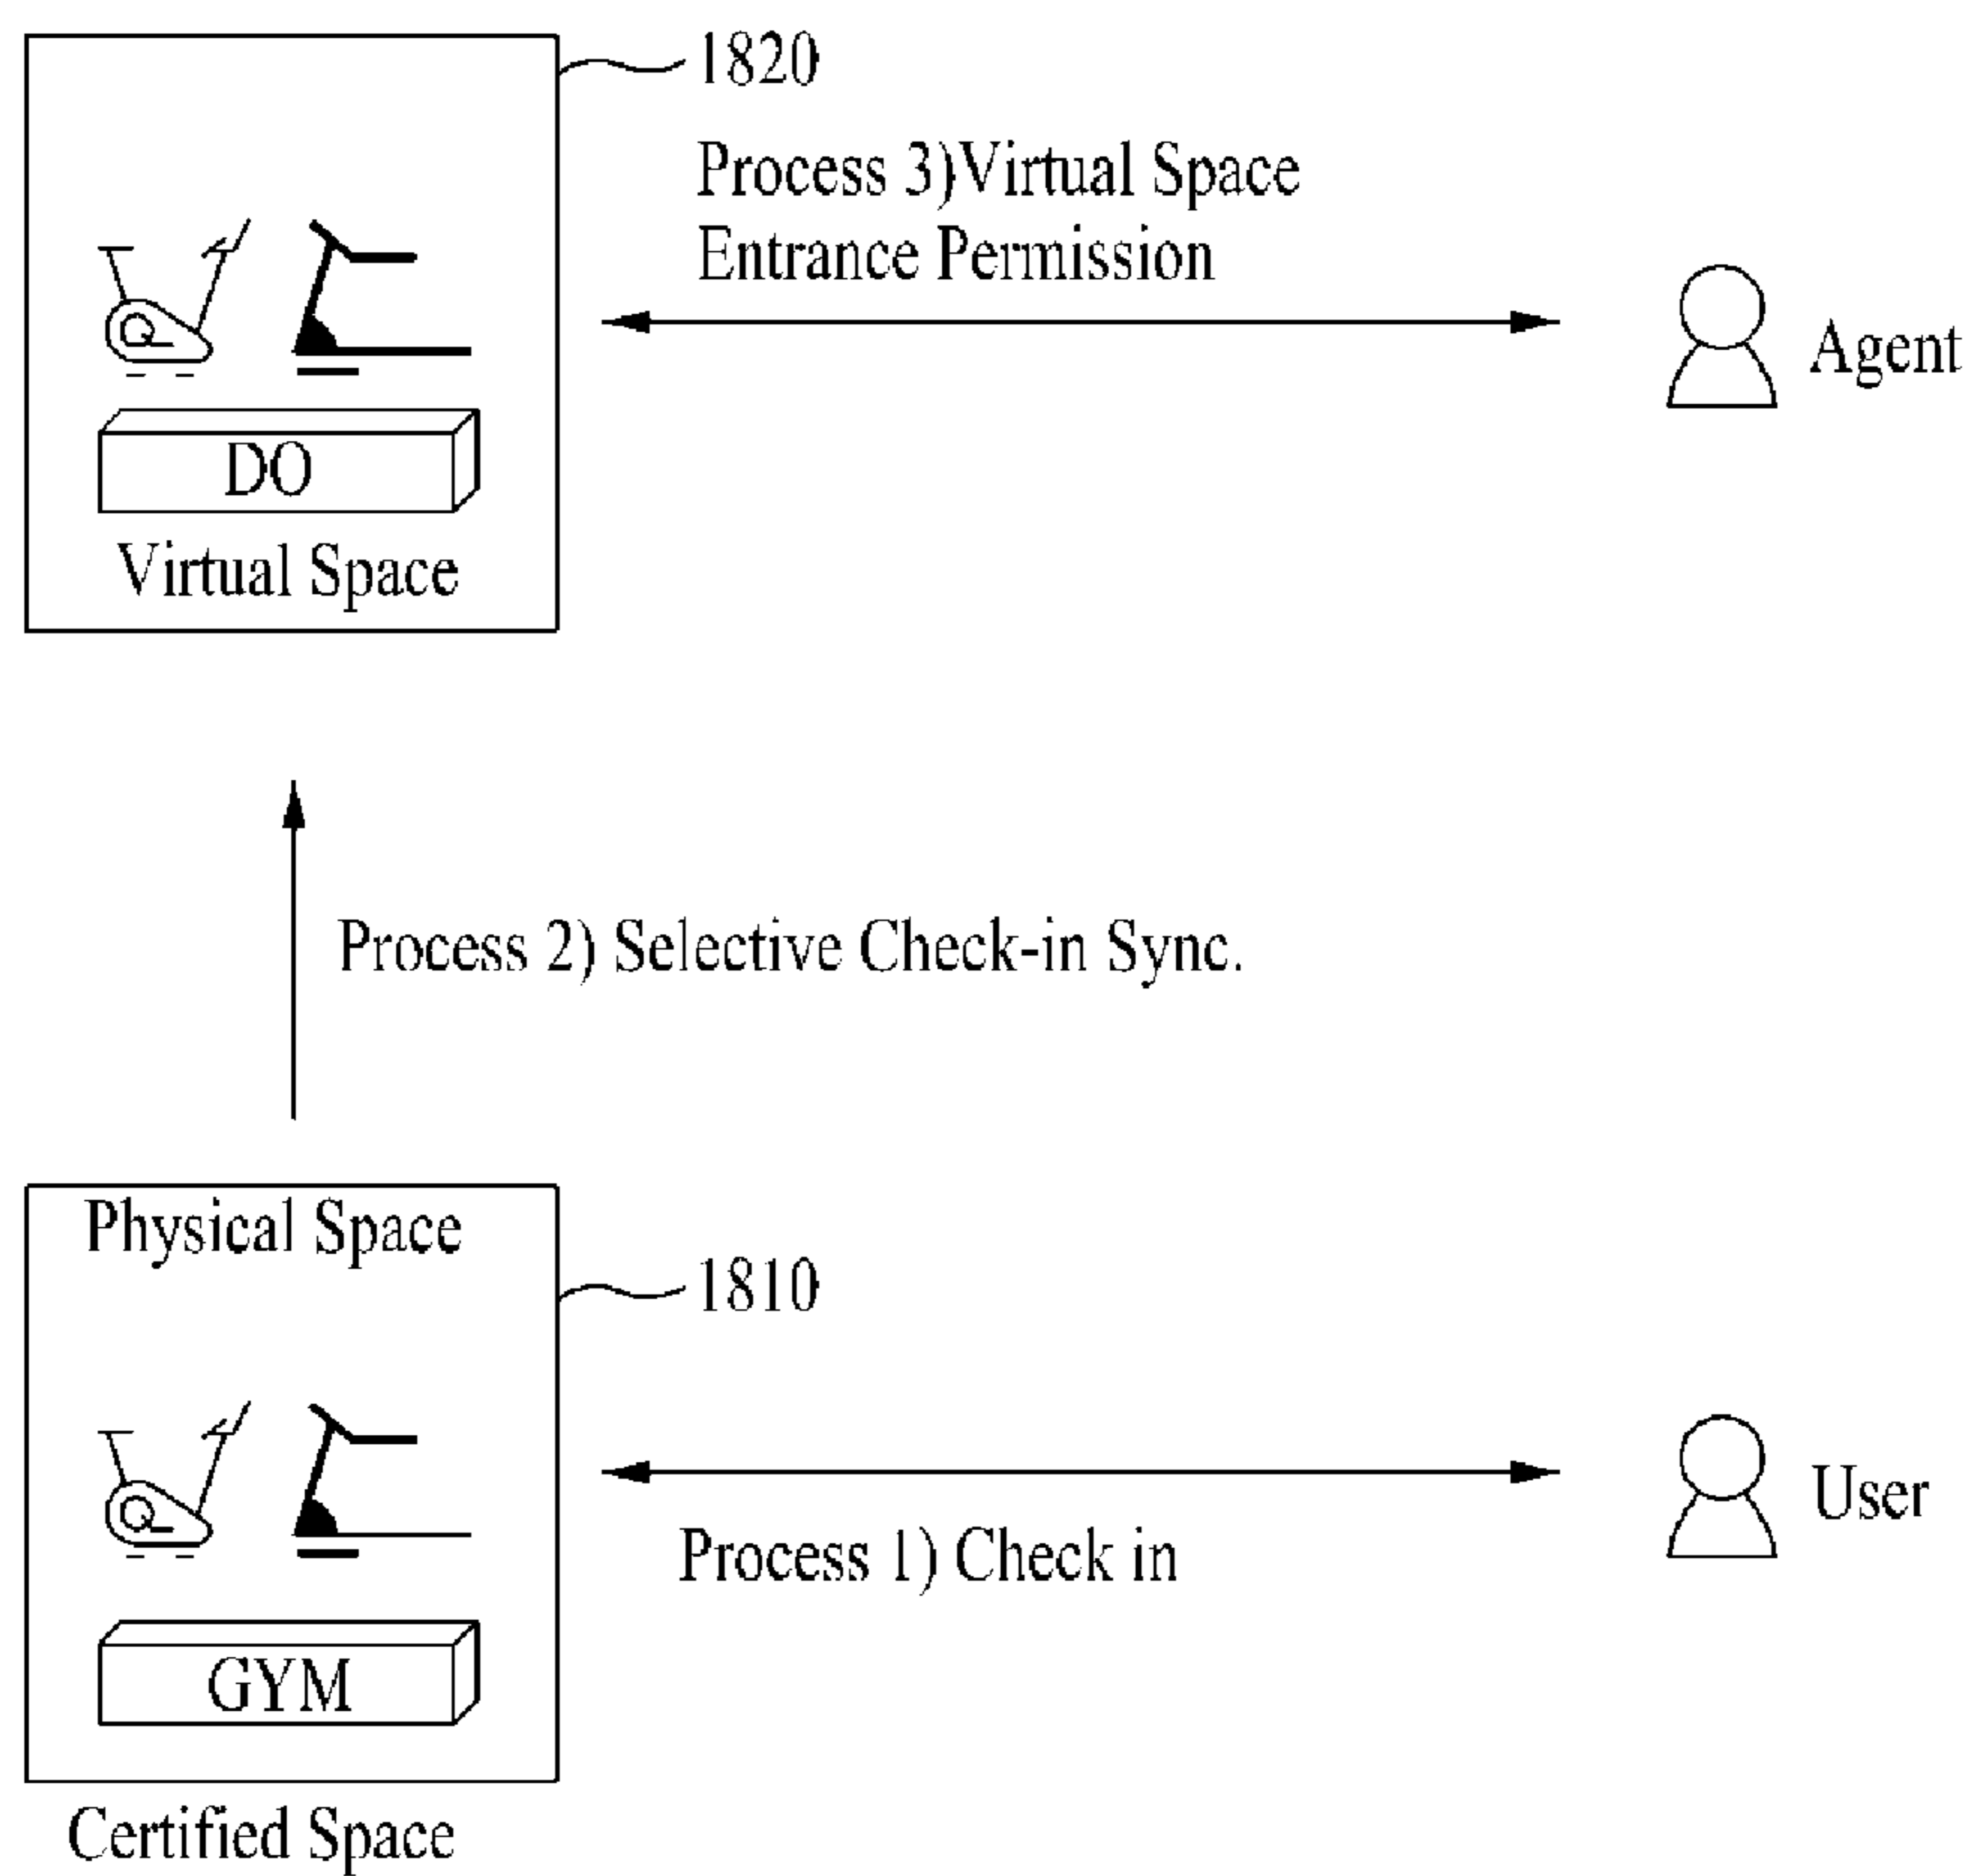 1820
Process 3)Virtual Space
Entrance Permission
Agent
DO
Virtual Space
Process 2) Selective Check-in Sync.
Physical Space
1810
User
Process 1) Check in
GYM
Certified Space